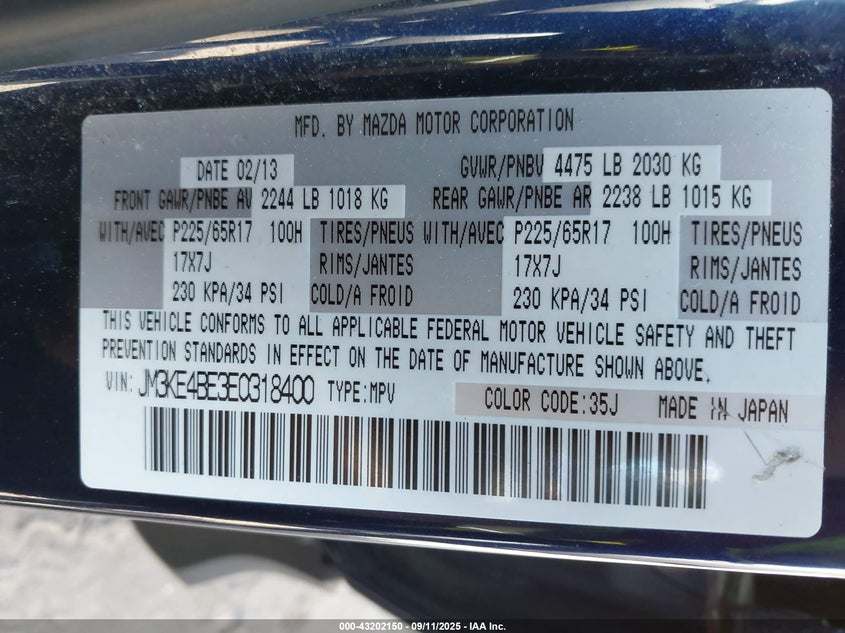 MFD. BY MAZDA MOTOR CORPORATION
DATE 02/13 GVWR/PNBV 4475 LB 2030 KG
FRONT GAWR/PNBE AV 2244 LB 1018 KG REAR GAWR/PNBE AR 2238 LB 1015 KG
WITH/AVEC P225/65R17 100H TIRES/PNEUS WITH/AVEC P225/65R17 100H TIRES/PNEUS
17X7J RIMS/JANTES 17X7J RIMS/JANTES
230 KPA/34 PSI COLD/A FROID 230 KPA/34 PSI COLD/A FROID
THIS VEHICLE CONFORMS TO ALL APPLICABLE FEDERAL MOTOR VEHICLE SAFETY AND THEFT
PREVENTION STANDARDS IN EFFECT ON THE DATE OF MANUFACTURE SHOWN ABOVE.
VIN: JM3KE4BE3E0318400 TYPE:MPV COLOR CODE:35J MADE IN JAPAN
000-43202150 - 09/11/2025 - IAA Inc.